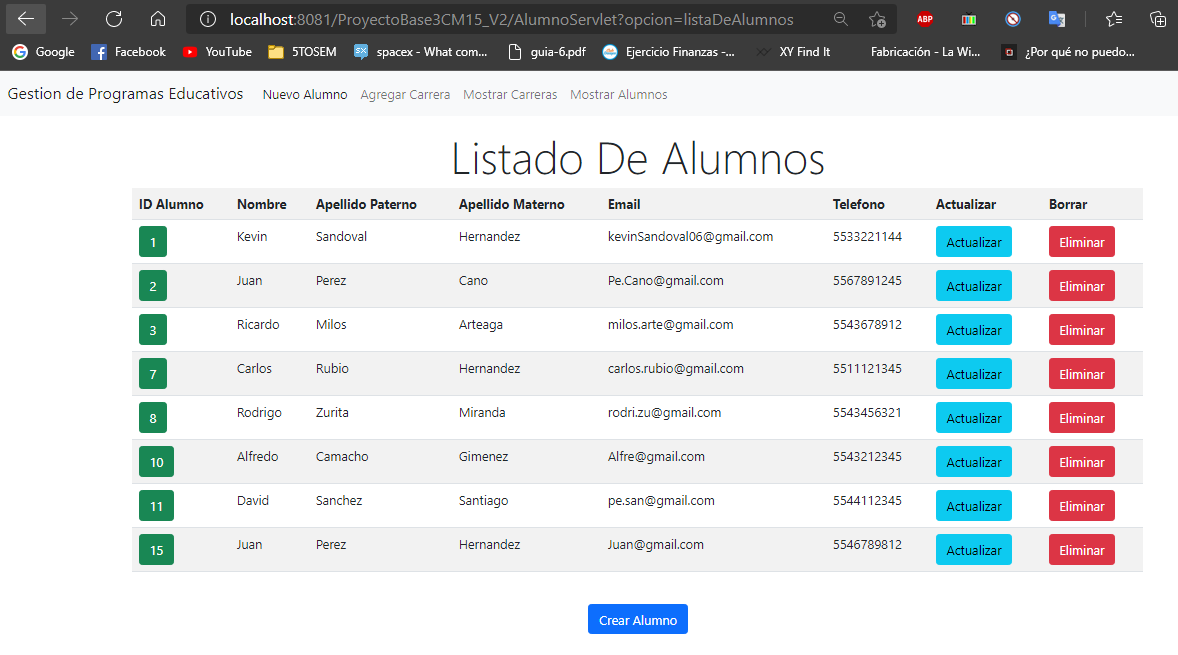 localhost:8081/ProyectoBase3CM15_V2/AlumnoServlet?opcion=listaDeAlumnos ABP
Google Facebook YouTube 5TOSEM spacex - What com... guia-6.pdf Ejercicio Finanzas -... XY Find It Fabricación - La Wi... ¿Por qué no puedo...
Gestion de Programas Educativos Nuevo Alumno Agregar Carrera Mostrar Carreras Mostrar Alumnos
Listado De Alumnos
ID Alumno Nombre Apellido Paterno Apellido Materno Email Telefono Actualizar Borrar
1 Kevin Sandoval Hernandez kevinSandoval06@gmail.com 5533221144 Actualizar Eliminar
2 Juan Perez Cano Pe.Cano@gmail.com 5567891245 Actualizar Eliminar
3 Ricardo Milos Arteaga milos.arte@gmail.com 5543678912 Actualizar Eliminar
7 Carlos Rubio Hernandez carlos.rubio@gmail.com 5511121345 Actualizar Eliminar
8 Rodrigo Zurita Miranda rodri.zu@gmail.com 5543456321 Actualizar Eliminar
10 Alfredo Camacho Gimenez Alfre@gmail.com 5543212345 Actualizar Eliminar
11 David Sanchez Santiago pe.san@gmail.com 5544112345 Actualizar Eliminar
15 Juan Perez Hernandez Juan@gmail.com 5546789812 Actualizar Eliminar
Crear Alumno